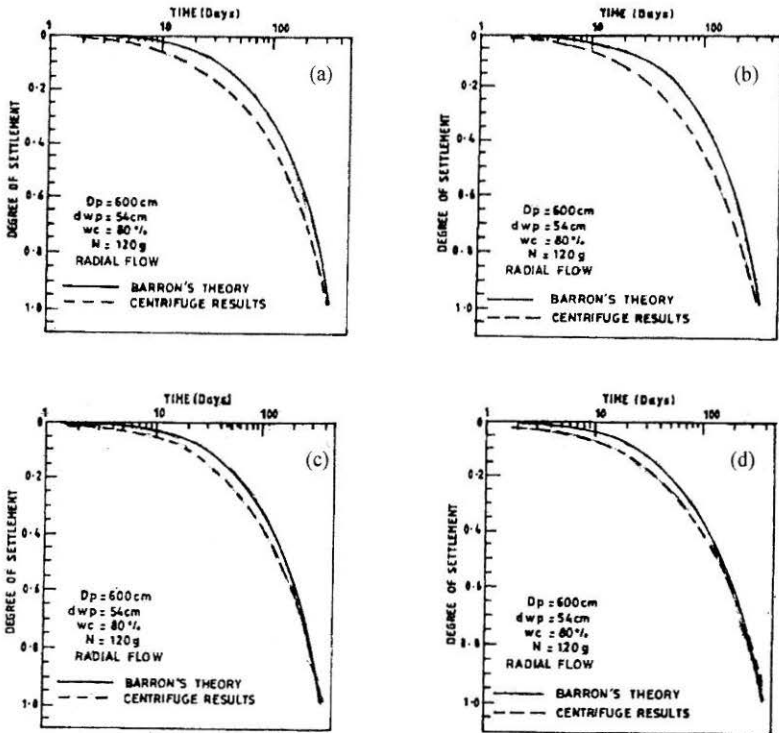 TIME (Days)
1 10 100
0
0·2
0·4
0·6
0·8
1·0
DEGREE OF SETTLEMENT
(a)
Dp = 600cm
dwp = 54cm
wc = 80%
N = 120g
RADIAL FLOW
BARRON'S THEORY
CENTRIFUGE RESULTS
TIME (Days)
1 10 100
0
0·2
0·4
0·6
0·8
1·0
DEGREE OF SETTLEMENT
(b)
Dp = 600cm
dwp = 54cm
wc = 80%
N = 120g
RADIAL FLOW
BARRON'S THEORY
CENTRIFUGE RESULTS
TIME (Days)
1 10 100
0
0·2
0·4
0·6
0·8
1·0
DEGREE OF SETTLEMENT
(c)
Dp = 600cm
dwp = 54cm
wc = 80%
N = 120g
RADIAL FLOW
BARRON'S THEORY
CENTRIFUGE RESULTS
TIME (Days)
1 10 100
0
0·2
0·4
0·6
0·8
1·0
DEGREE OF SETTLEMENT
(d)
Dp = 600cm
dwp = 54cm
wc = 80%
N = 120g
RADIAL FLOW
BARRON'S THEORY
CENTRIFUGE RESULTS